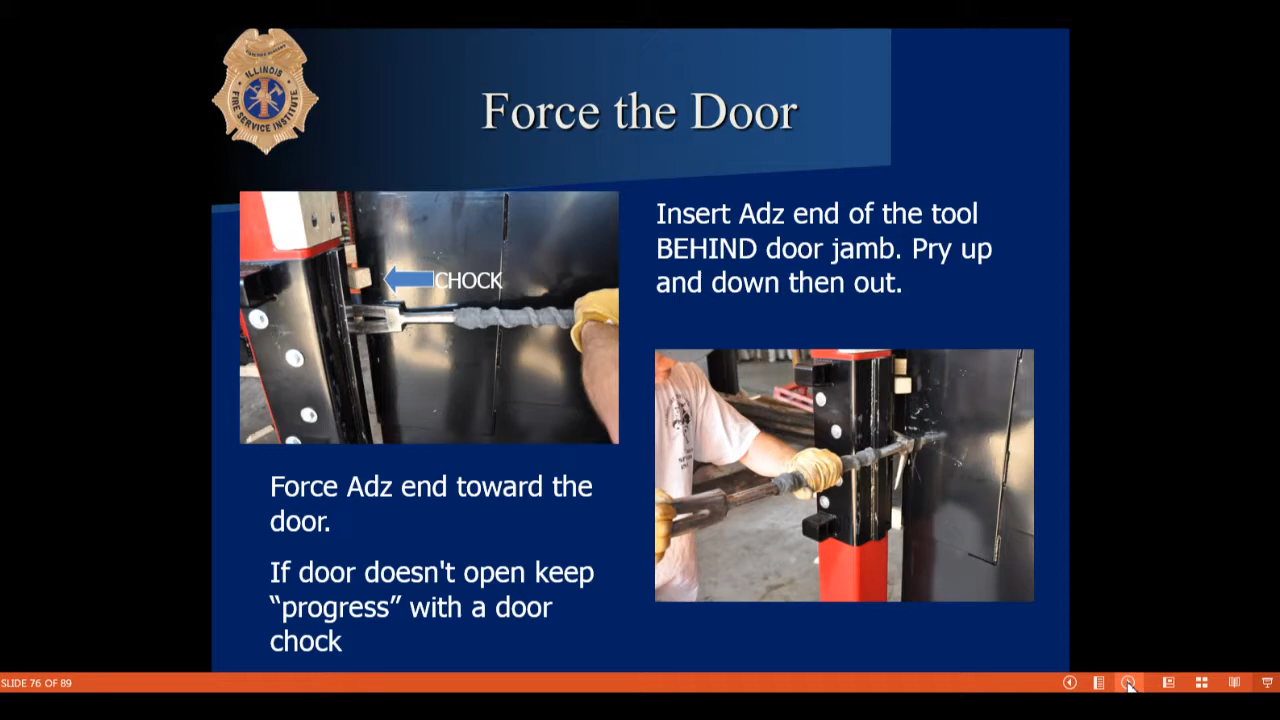 ILLINOIS
FIRE SERVICE INSTITUTE
Force the Door
CHOCK
Insert Adz end of the tool
BEHIND door jamb. Pry up
and down then out.
Force Adz end toward the
door.
If door doesn't open keep
“progress” with a door
chock
SLIDE 76 OF 89